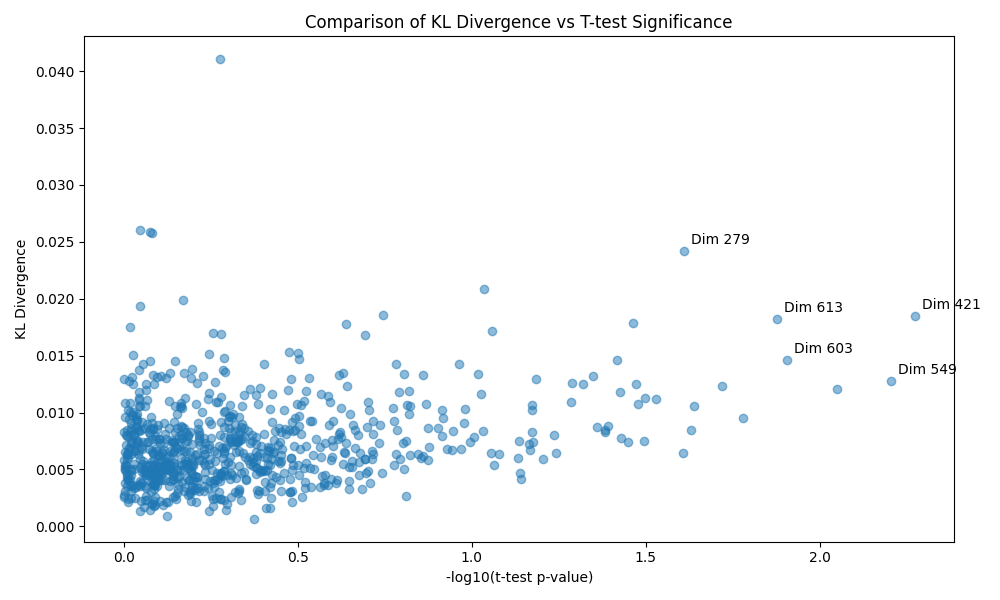 Comparison of KL Divergence vs T-test Significance
KL Divergence
0.040
0.035
0.030
0.025
0.020
0.015
0.010
0.005
0.000
Dim 279
Dim 421
Dim 613
Dim 603
Dim 549
0.0 0.5 1.0 1.5 2.0
-log10(t-test p-value)